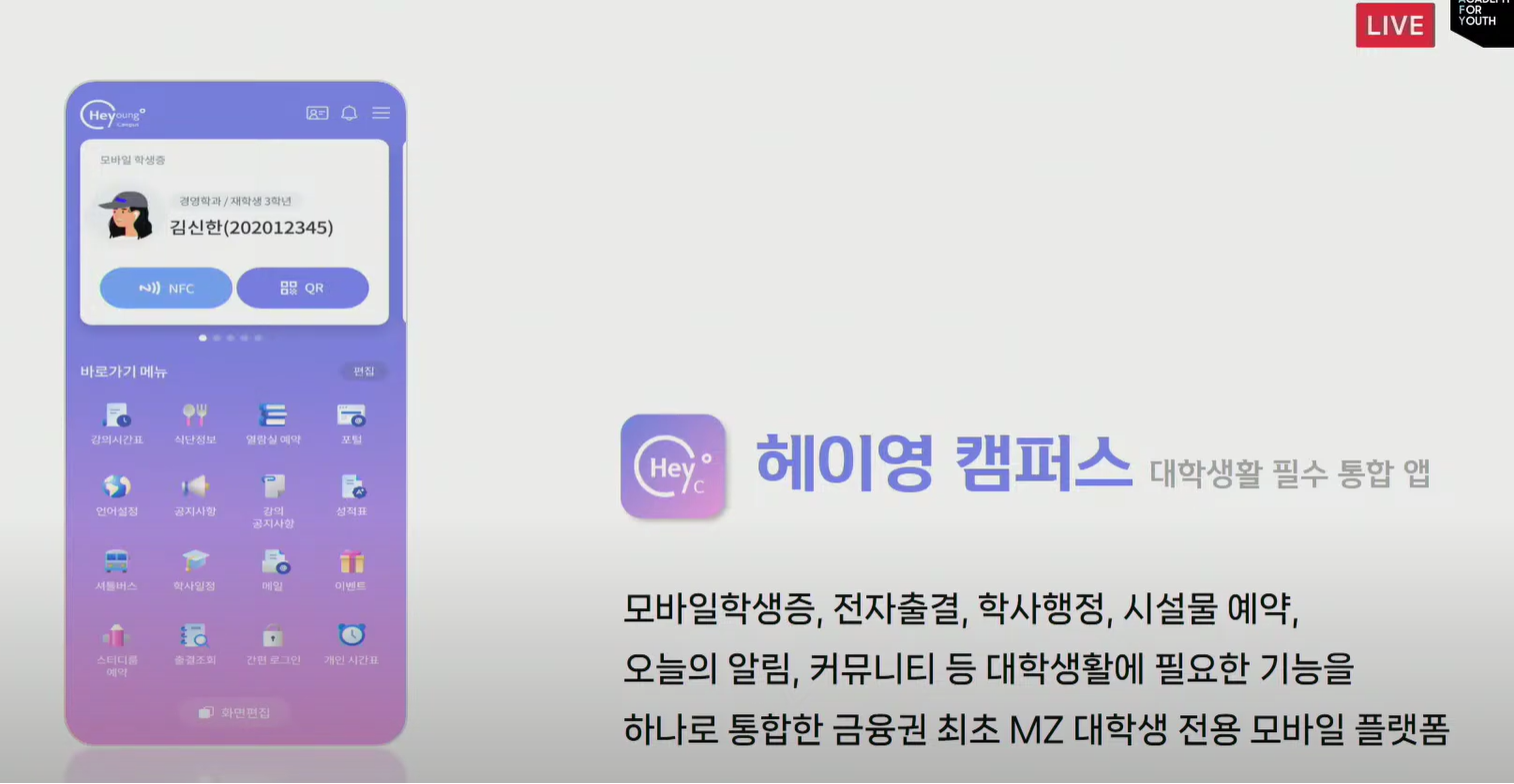 LIVE
FOR
YOUTH
Heyoung
Campus
모바일 학생증
경영학과 / 재학생 3학년
김신한(202012345)
NFC
QR
바로가기 메뉴
편집
강의시간표
식단정보
열람실 예약
포털
언어설정
공지사항
강의
공지사항
성적표
셔틀버스
학사일정
메일
이벤트
스터디룸
예약
출결조회
간편 로그인
개인 시간표
화면편집
Hey
C
헤이영 캠퍼스 대학생활 필수 통합 앱
모바일학생증, 전자출결, 학사행정, 시설물 예약,
오늘의 알림, 커뮤니티 등 대학생활에 필요한 기능을
하나로 통합한 금융권 최초 MZ 대학생 전용 모바일 플랫폼